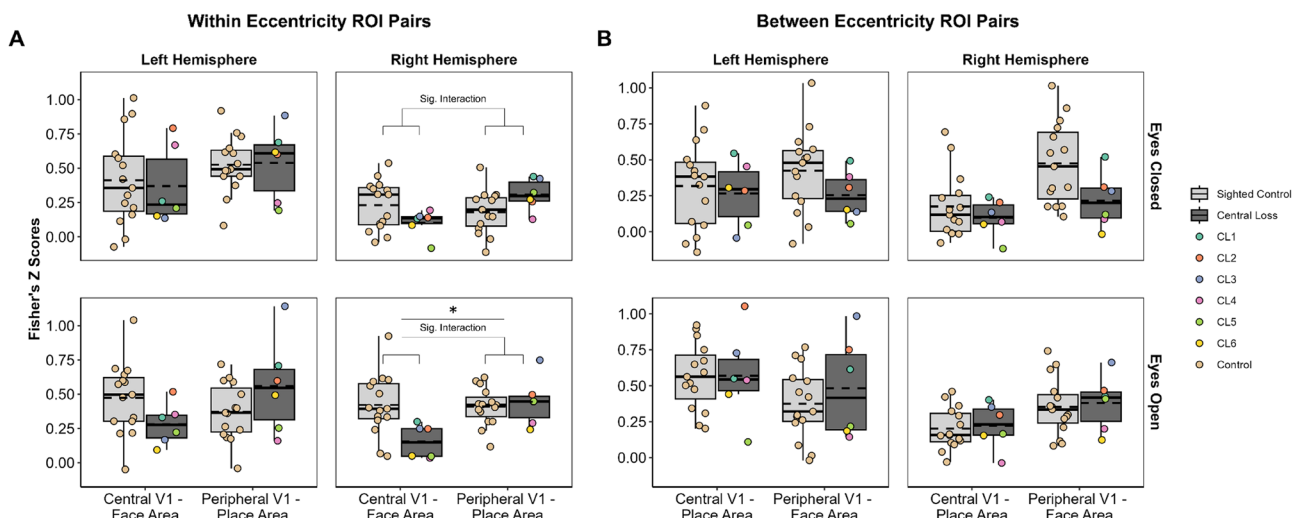 Within Eccentricity ROI Pairs
Between Eccentricity ROI Pairs
A
B
Left Hemisphere
Right Hemisphere
Left Hemisphere
Right Hemisphere
Fisher's Z Scores
1.00
0.75
0.50
0.25
0.00
Sig. Interaction
1.00
0.75
0.50
0.25
0.00
Eyes Closed
1.00
0.75
0.50
0.25
0.00
*
Sig. Interaction
1.00
0.75
0.50
0.25
0.00
Eyes Open
Central V1 -
Face Area
Peripheral V1 -
Place Area
Central V1 -
Face Area
Peripheral V1 -
Place Area
Central V1 -
Place Area
Peripheral V1 -
Face Area
Central V1 -
Place Area
Peripheral V1 -
Face Area
Sighted Control
Central Loss
CL1
CL2
CL3
CL4
CL5
CL6
Control